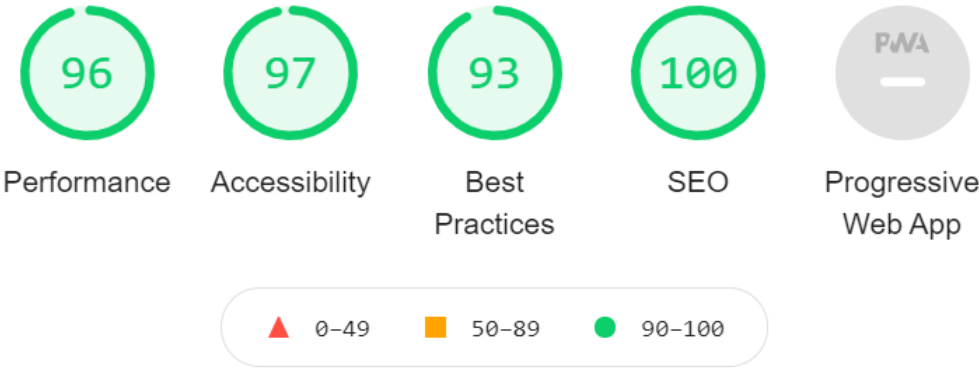 96
97
93
100
PWA
Performance
Accessibility
Best
Practices
SEO
Progressive
Web App
0–49
50–89
90–100